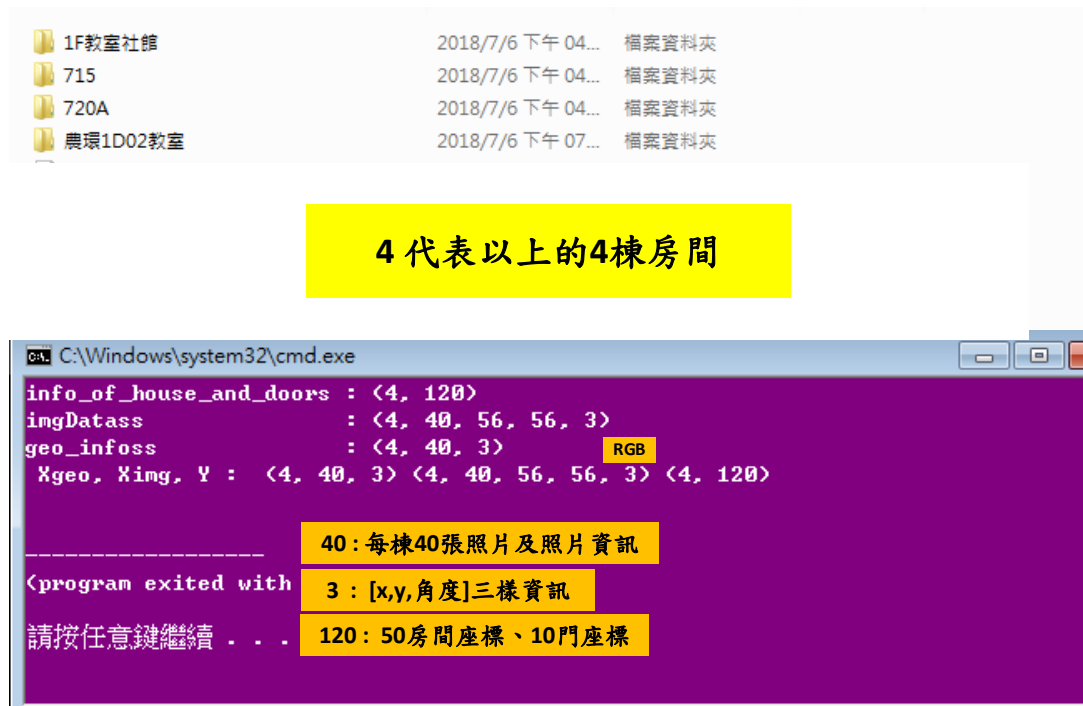 1F教室社館 2018/7/6 下午 04... 檔案資料夾
715 2018/7/6 下午 04... 檔案資料夾
720A 2018/7/6 下午 04... 檔案資料夾
農環1D02教室 2018/7/6 下午 07... 檔案資料夾
4 代表以上的4棟房間
C:\Windows\system32\cmd.exe
info_of_house_and_doors : (4, 120)
imgDatass : (4, 40, 56, 56, 3)
geo_infoss : (4, 40, 3)
RGB
Xgeo, Ximg, Y : (4, 40, 3) (4, 40, 56, 56, 3) (4, 120)
------------------
40 : 每棟40張照片及照片資訊
(program exited with
3 : [x,y,角度]三樣資訊
請按任意鍵繼續 . . .
120 : 50房間座標、10門座標